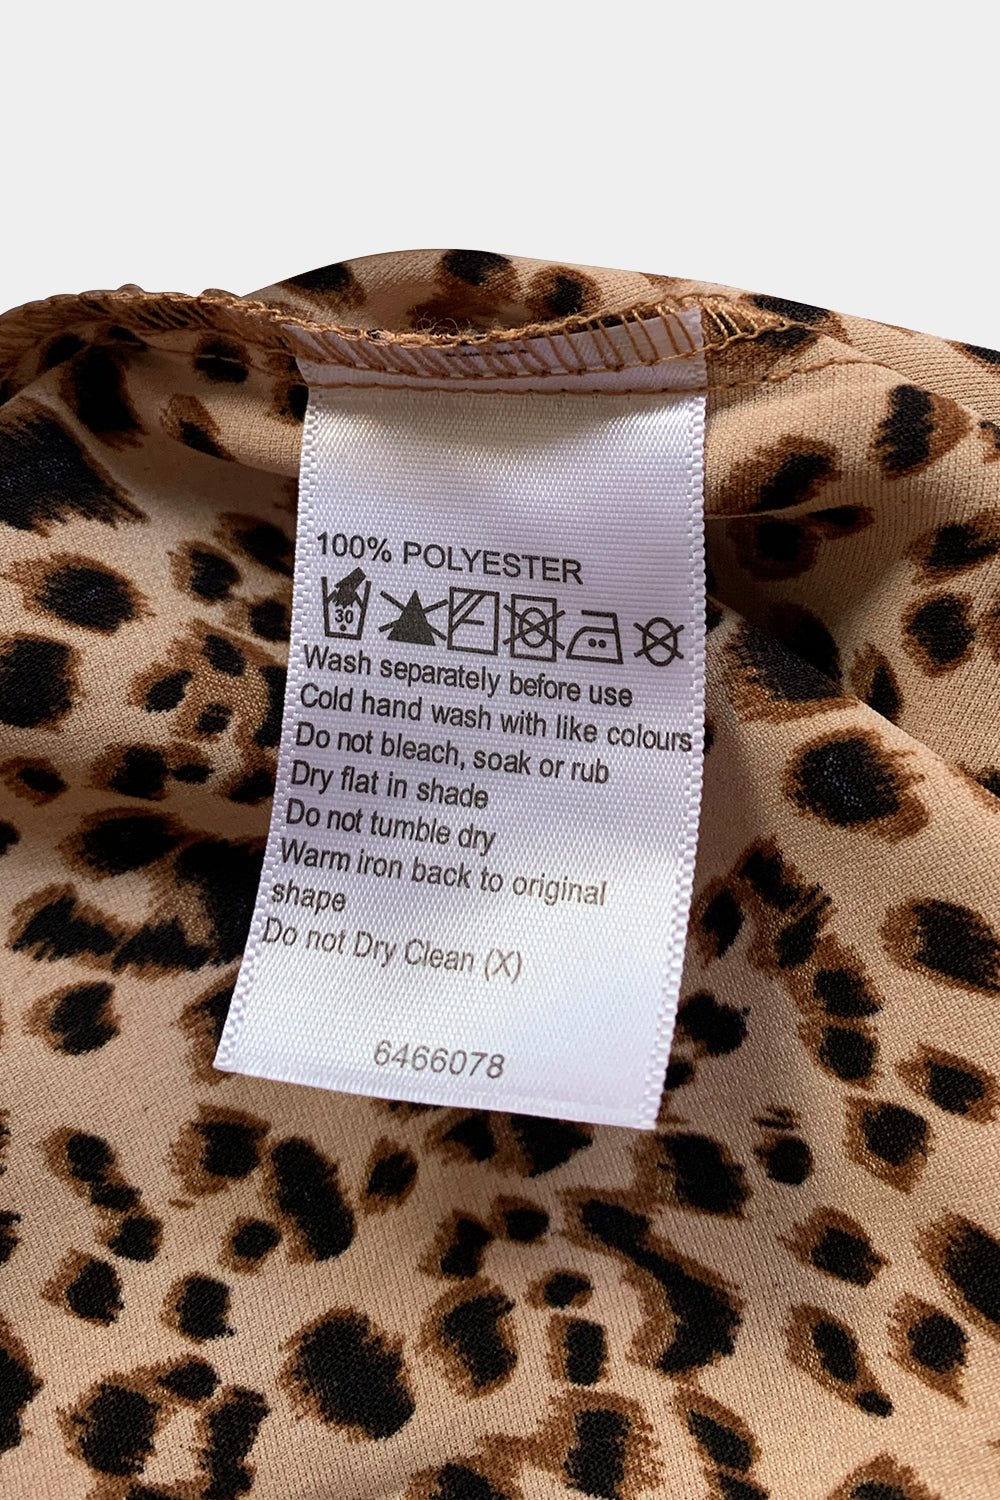 100% POLYESTER
30
Wash separately before use
Cold hand wash with like colours
Do not bleach, soak or rub
Dry flat in shade
Do not tumble dry
Warm iron back to original
shape
Do not Dry Clean (X)
6466078